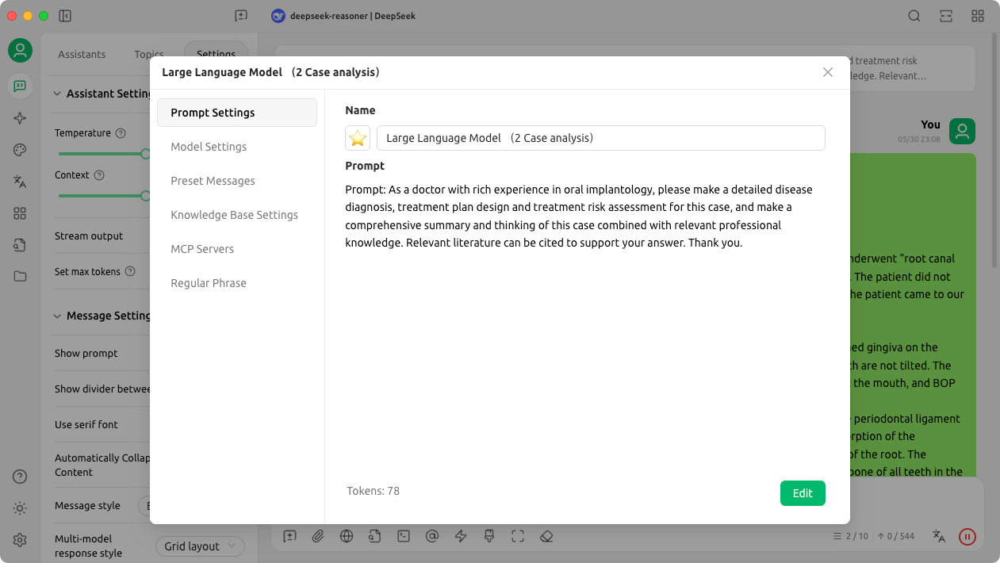 deepseek-reasoner | DeepSeek
Assistants
Topics
Settings
Assistant Setting
Temperature
Context
Stream output
Set max tokens
Message Setting
Show prompt
Show divider betwee
Use serif font
Automatically Collap
Content
Message style
Multi-model
response style
Grid layout
Large Language Model (2 Case analysis)
Prompt Settings
Model Settings
Preset Messages
Knowledge Base Settings
MCP Servers
Regular Phrase
Name
Large Language Model (2 Case analysis)
Prompt
Prompt: As a doctor with rich experience in oral implantology, please make a detailed disease
diagnosis, treatment plan design and treatment risk assessment for this case, and make a
comprehensive summary and thinking of this case combined with relevant professional
knowledge. Relevant literature can be cited to support your answer. Thank you.
Tokens: 78
Edit
d treatment risk
ledge. Relevant...
You
05/30 23:08
nderwent "root canal
. The patient did not
he patient came to our
ned gingiva on the
th are not tilted. The
t the mouth, and BOP
e periodontal ligament
orption of the
of the root. The
bone of all teeth in the
2 / 10
0 / 544